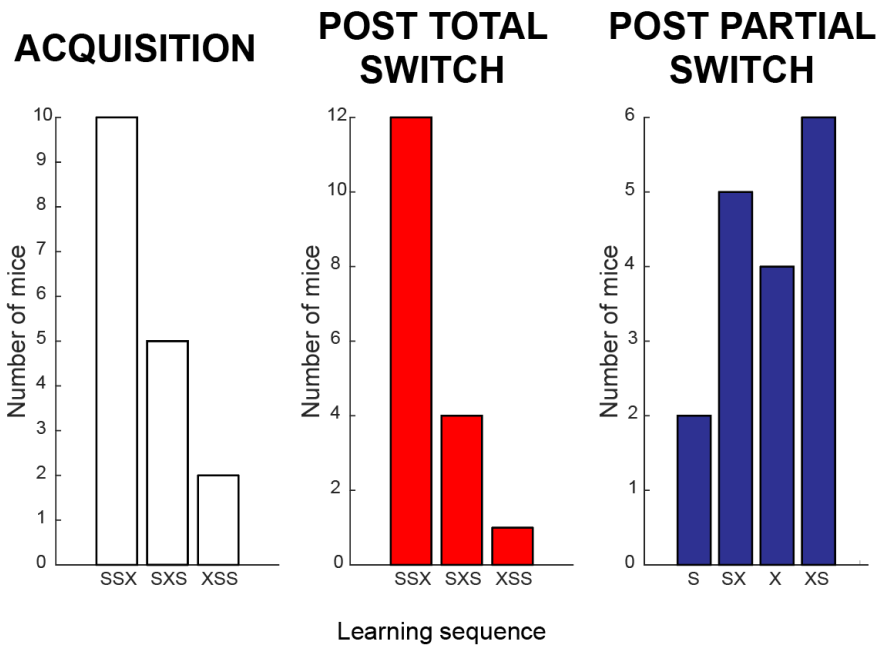 ACQUISITION
POST TOTAL
SWITCH
POST PARTIAL
SWITCH
Number of mice
10
9
8
7
6
5
4
3
2
1
0
SSX SXS XSS
Number of mice
12
10
8
6
4
2
0
SSX SXS XSS
Number of mice
6
5
4
3
2
1
0
S SX X XS
Learning sequence